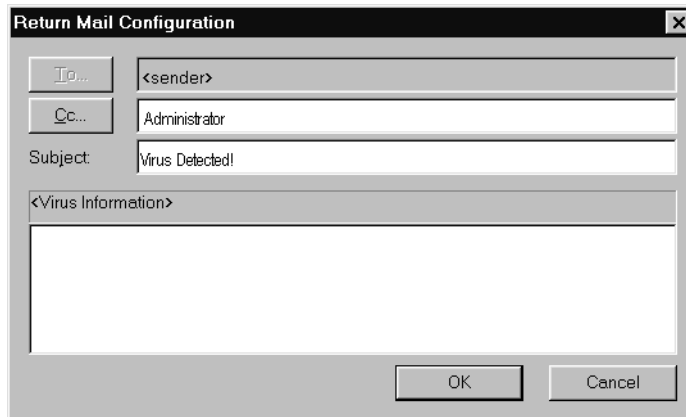 Return Mail Configuration
To...
<sender>
Cc...
Administrator
Subject:
Virus Detected!
<Virus Information>
OK
Cancel